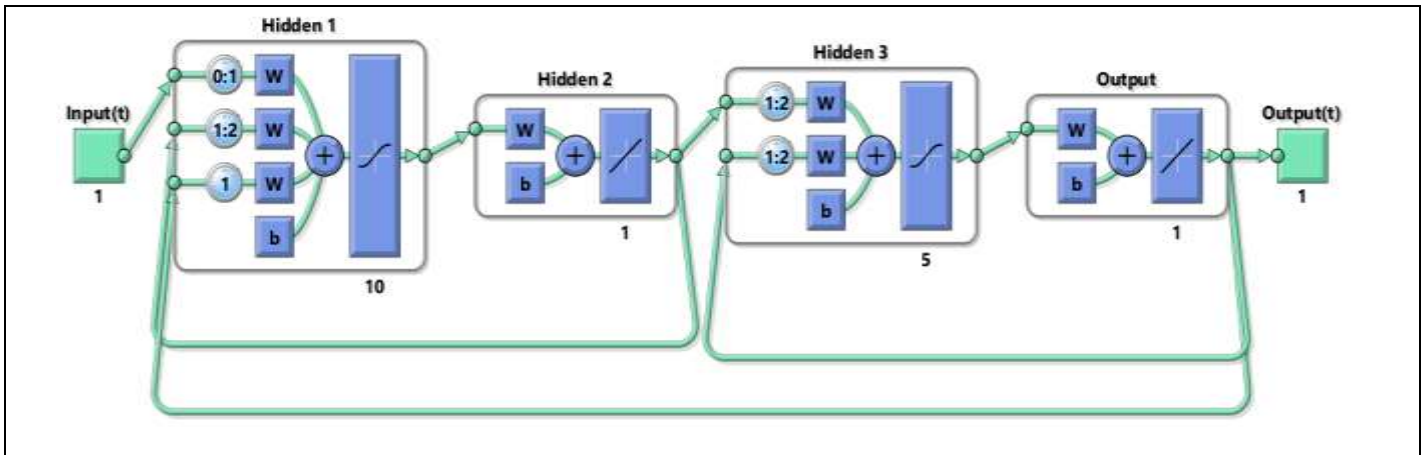 Hidden 1
Hidden 3
Hidden 2
Output
Input(t)
Output(t)
0:1 W
1:2 W
1 W
b
10
W
b
1
1:2 W
1:2 W
b
5
W
b
1
1
1
+
+
+
+